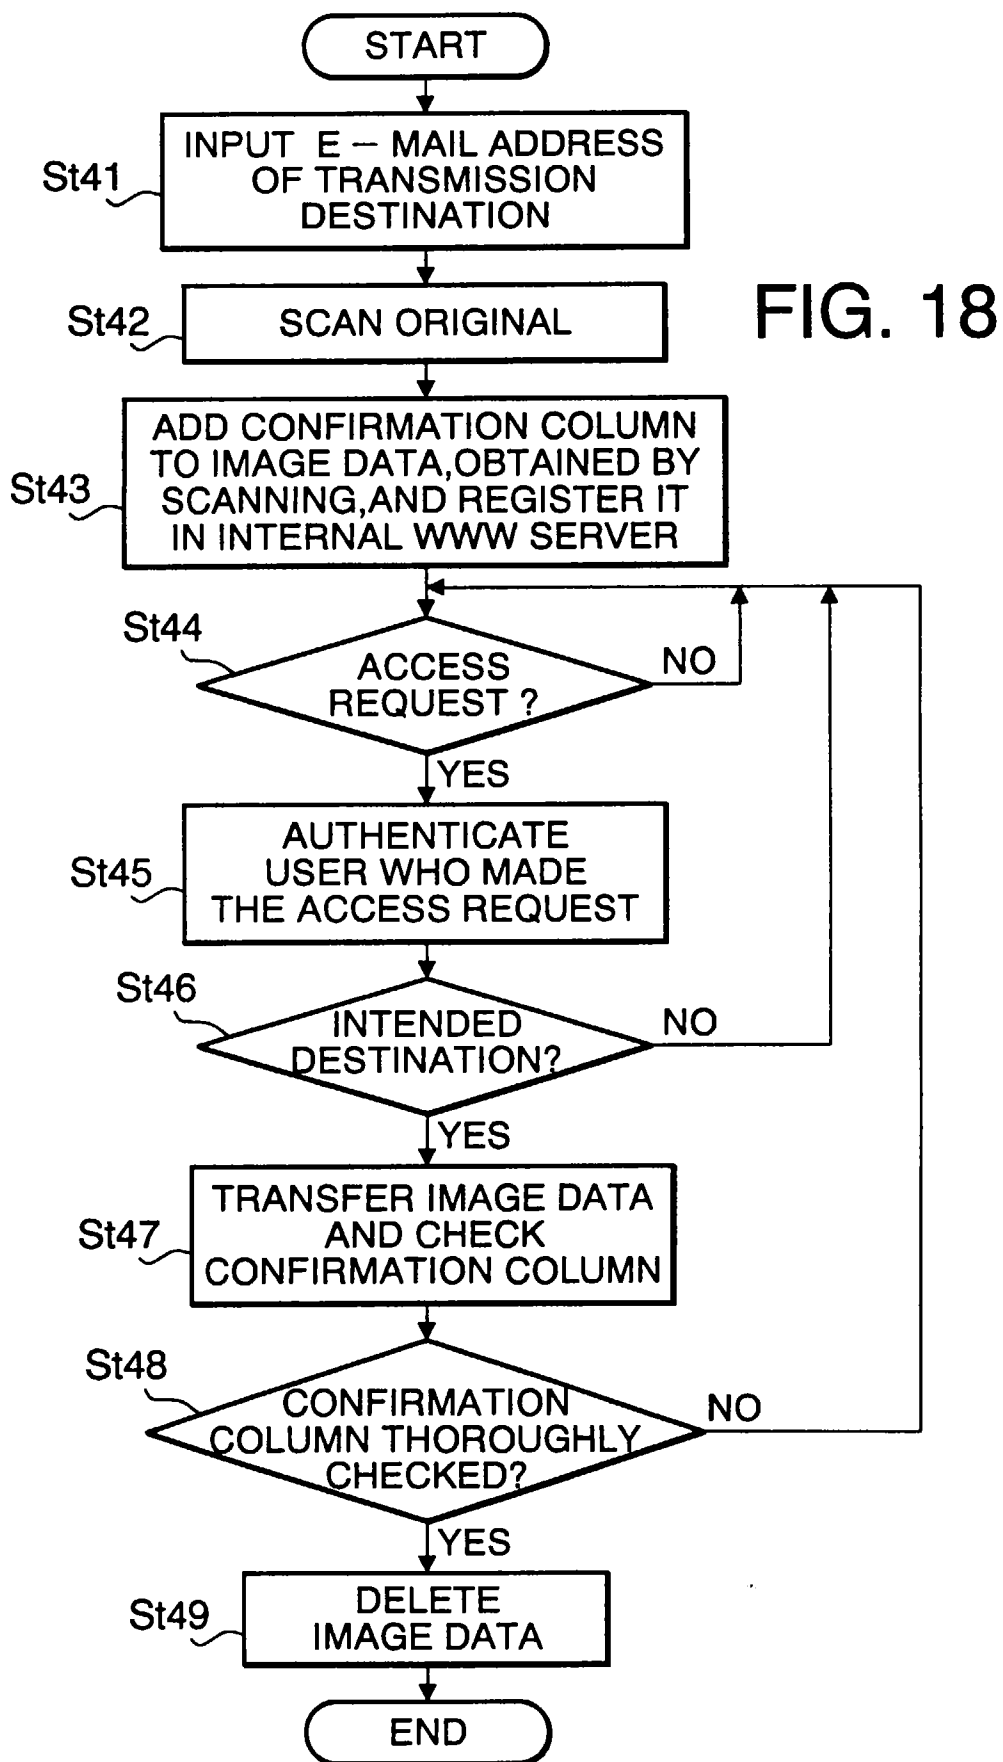 START
St41
INPUT E – MAIL ADDRESS
OF TRANSMISSION
DESTINATION
St42
SCAN ORIGINAL
FIG. 18
St43
ADD CONFIRMATION COLUMN
TO IMAGE DATA,OBTAINED BY
SCANNING,AND REGISTER IT
IN INTERNAL WWW SERVER
St44
ACCESS
REQUEST ?
NO
YES
St45
AUTHENTICATE
USER WHO MADE
THE ACCESS REQUEST
St46
INTENDED
DESTINATION?
NO
YES
St47
TRANSFER IMAGE DATA
AND CHECK
CONFIRMATION COLUMN
St48
CONFIRMATION
COLUMN THOROUGHLY
CHECKED?
NO
YES
St49
DELETE
IMAGE DATA
END